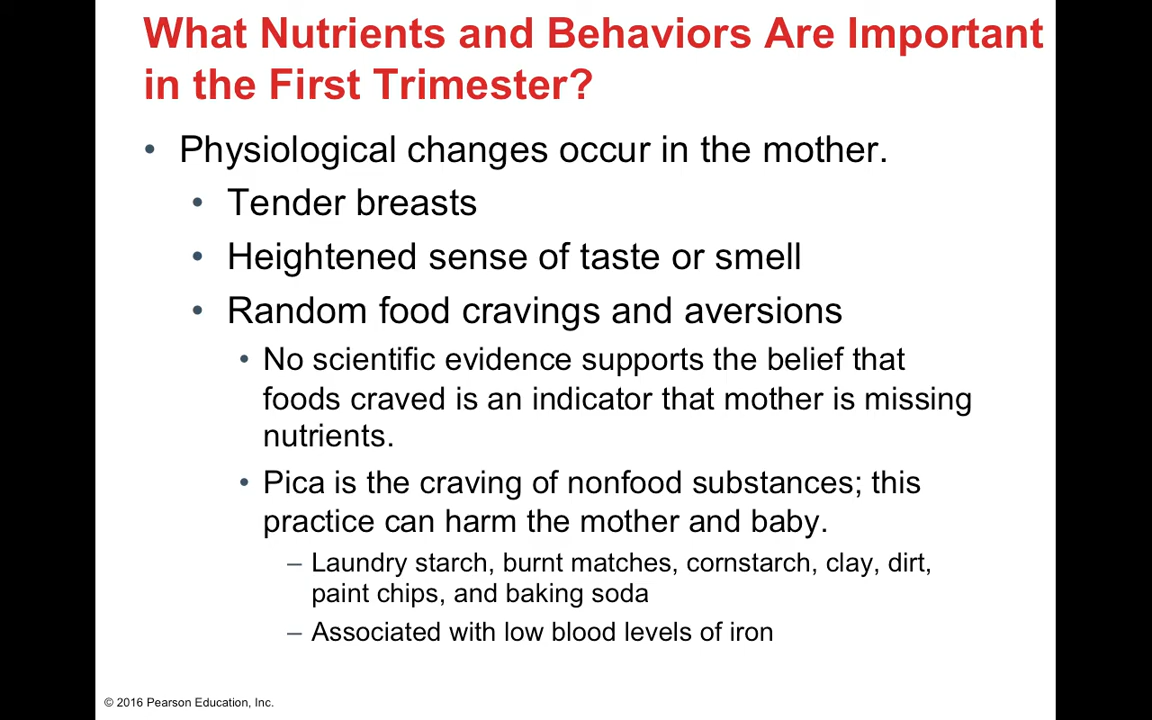 What Nutrients and Behaviors Are Important
in the First Trimester?
• Physiological changes occur in the mother.
• Tender breasts
• Heightened sense of taste or smell
• Random food cravings and aversions
• No scientific evidence supports the belief that
foods craved is an indicator that mother is missing
nutrients.
• Pica is the craving of nonfood substances; this
practice can harm the mother and baby.
– Laundry starch, burnt matches, cornstarch, clay, dirt,
paint chips, and baking soda
– Associated with low blood levels of iron
© 2016 Pearson Education, Inc.